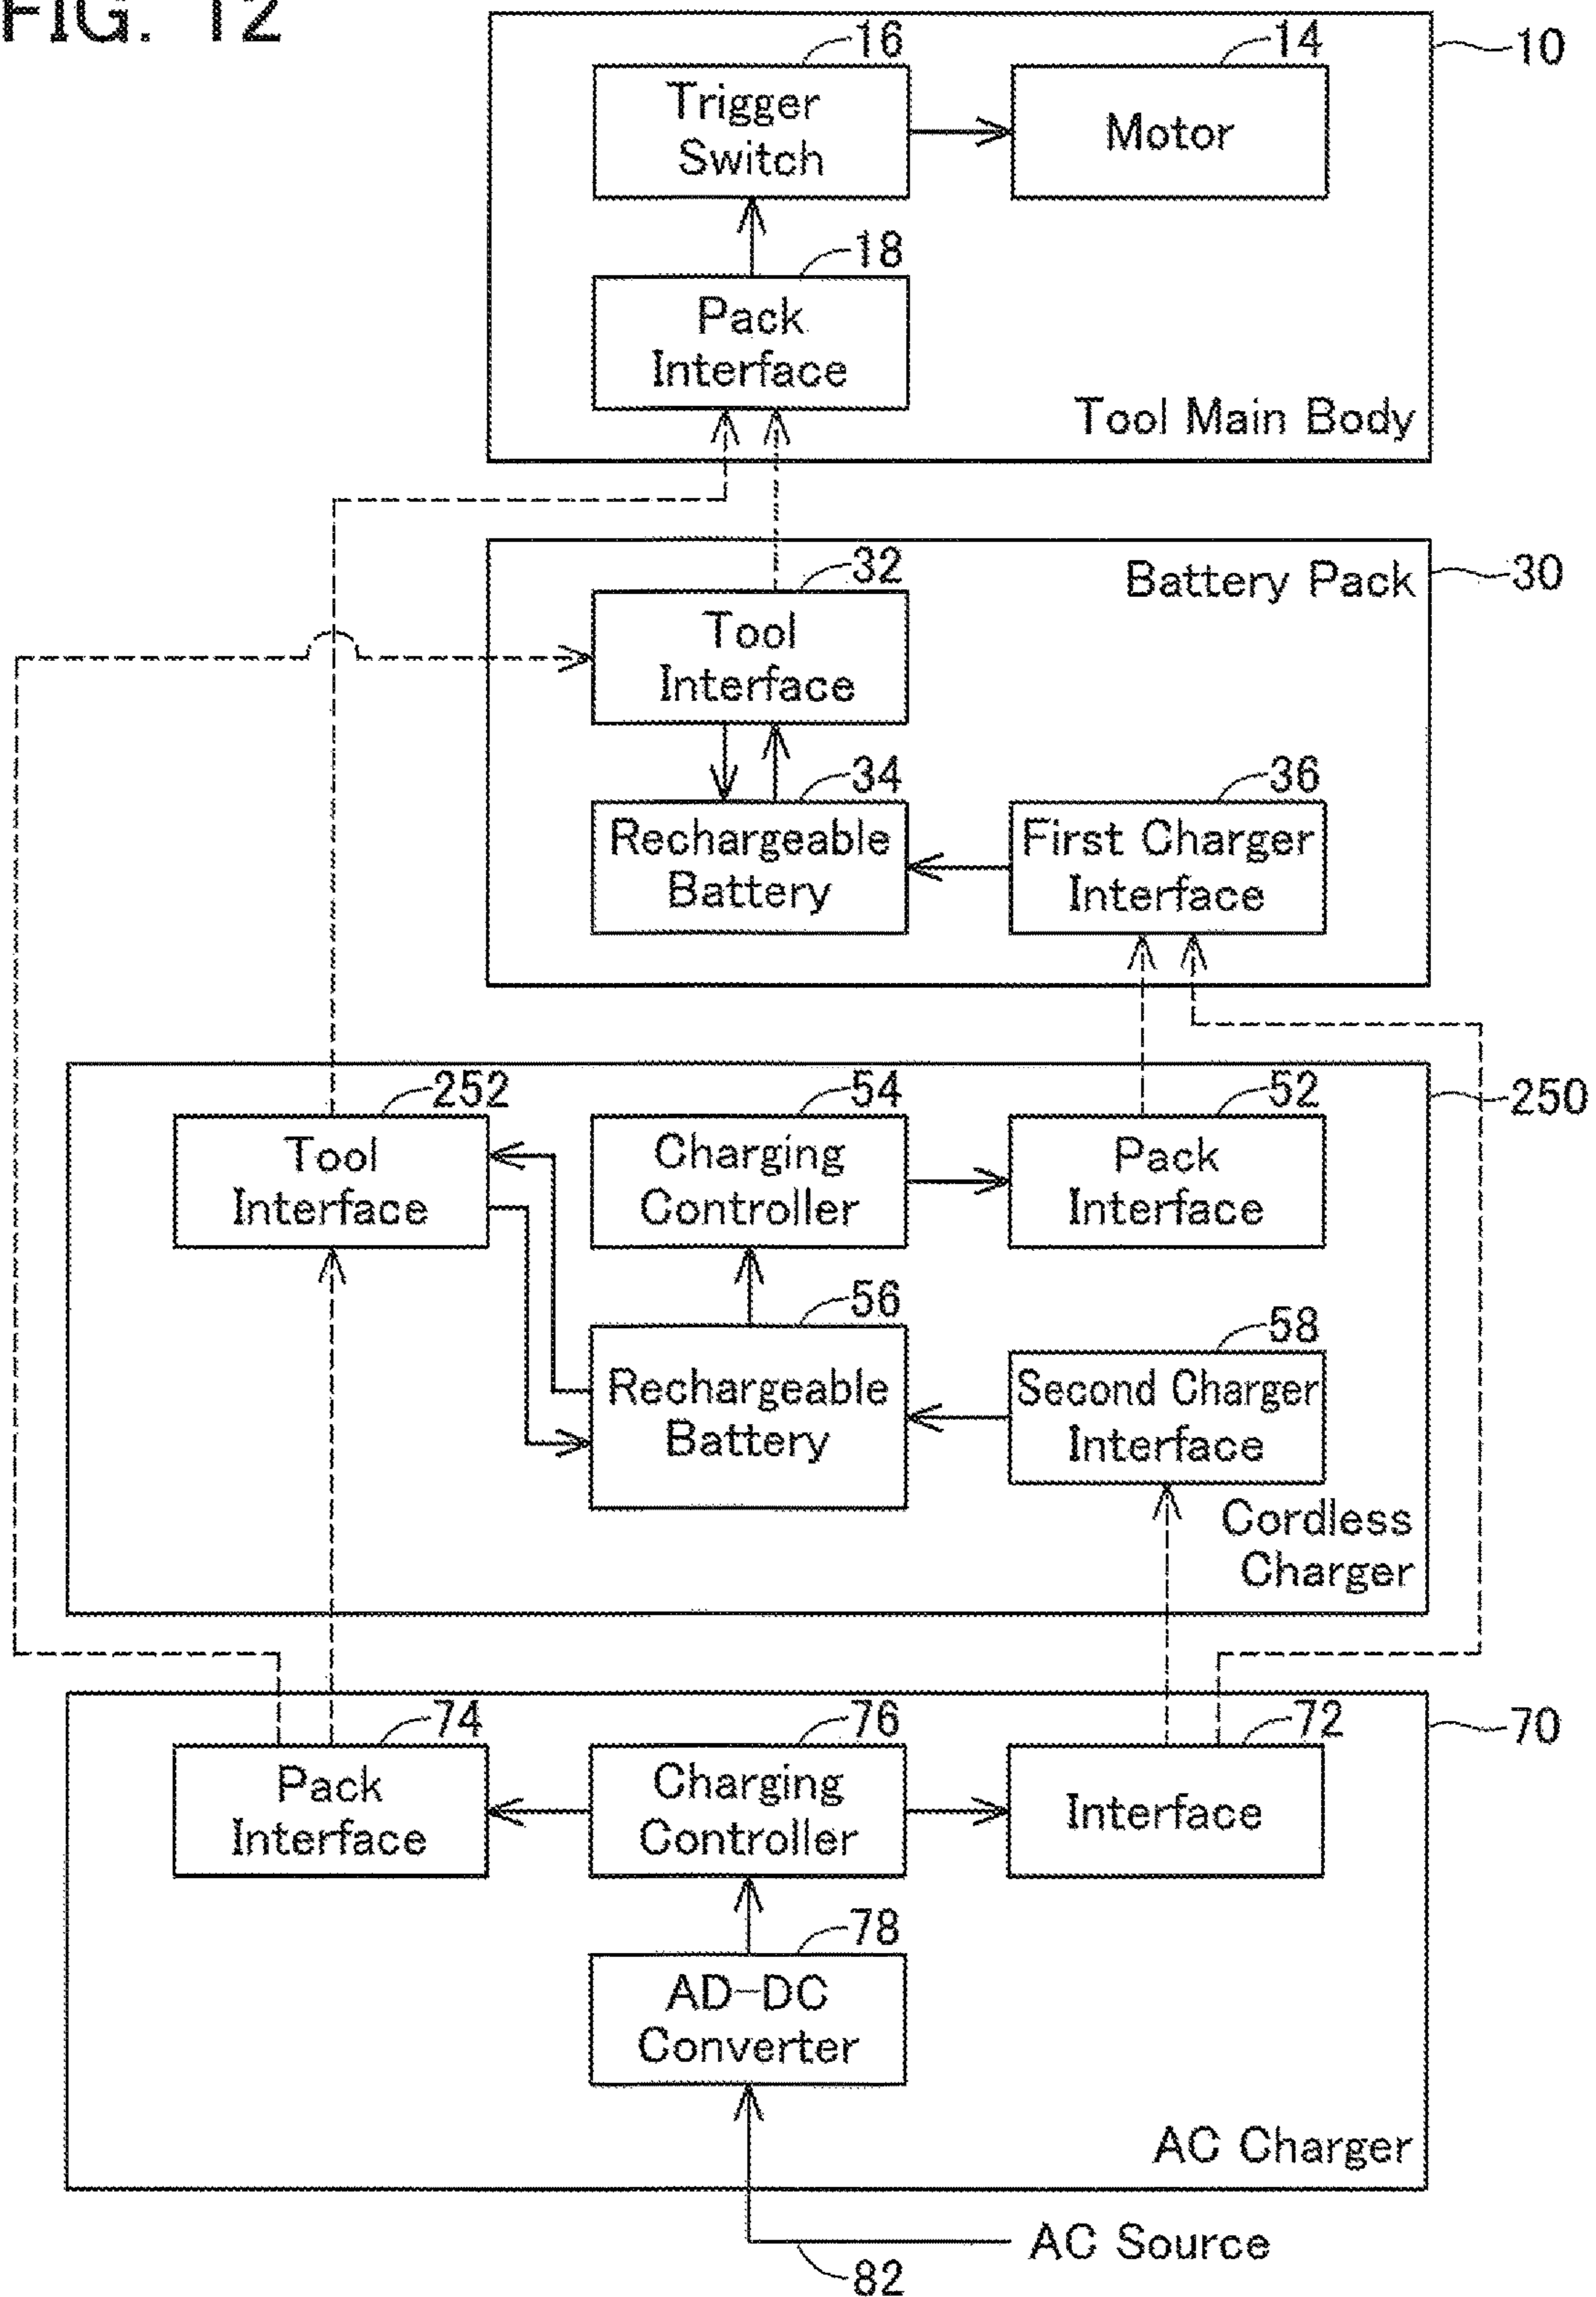 FIG. 12
16
14
10
Trigger
Switch
Motor
18
Pack
Interface
Tool Main Body
32
Battery Pack
30
Tool
Interface
34
36
Rechargeable
Battery
First Charger
Interface
252
54
52
250
Tool
Interface
Charging
Controller
Pack
Interface
56
58
Rechargeable
Battery
Second Charger
Interface
Cordless
Charger
74
76
72
70
Pack
Interface
Charging
Controller
Interface
78
AD-DC
Converter
AC Charger
AC Source
82